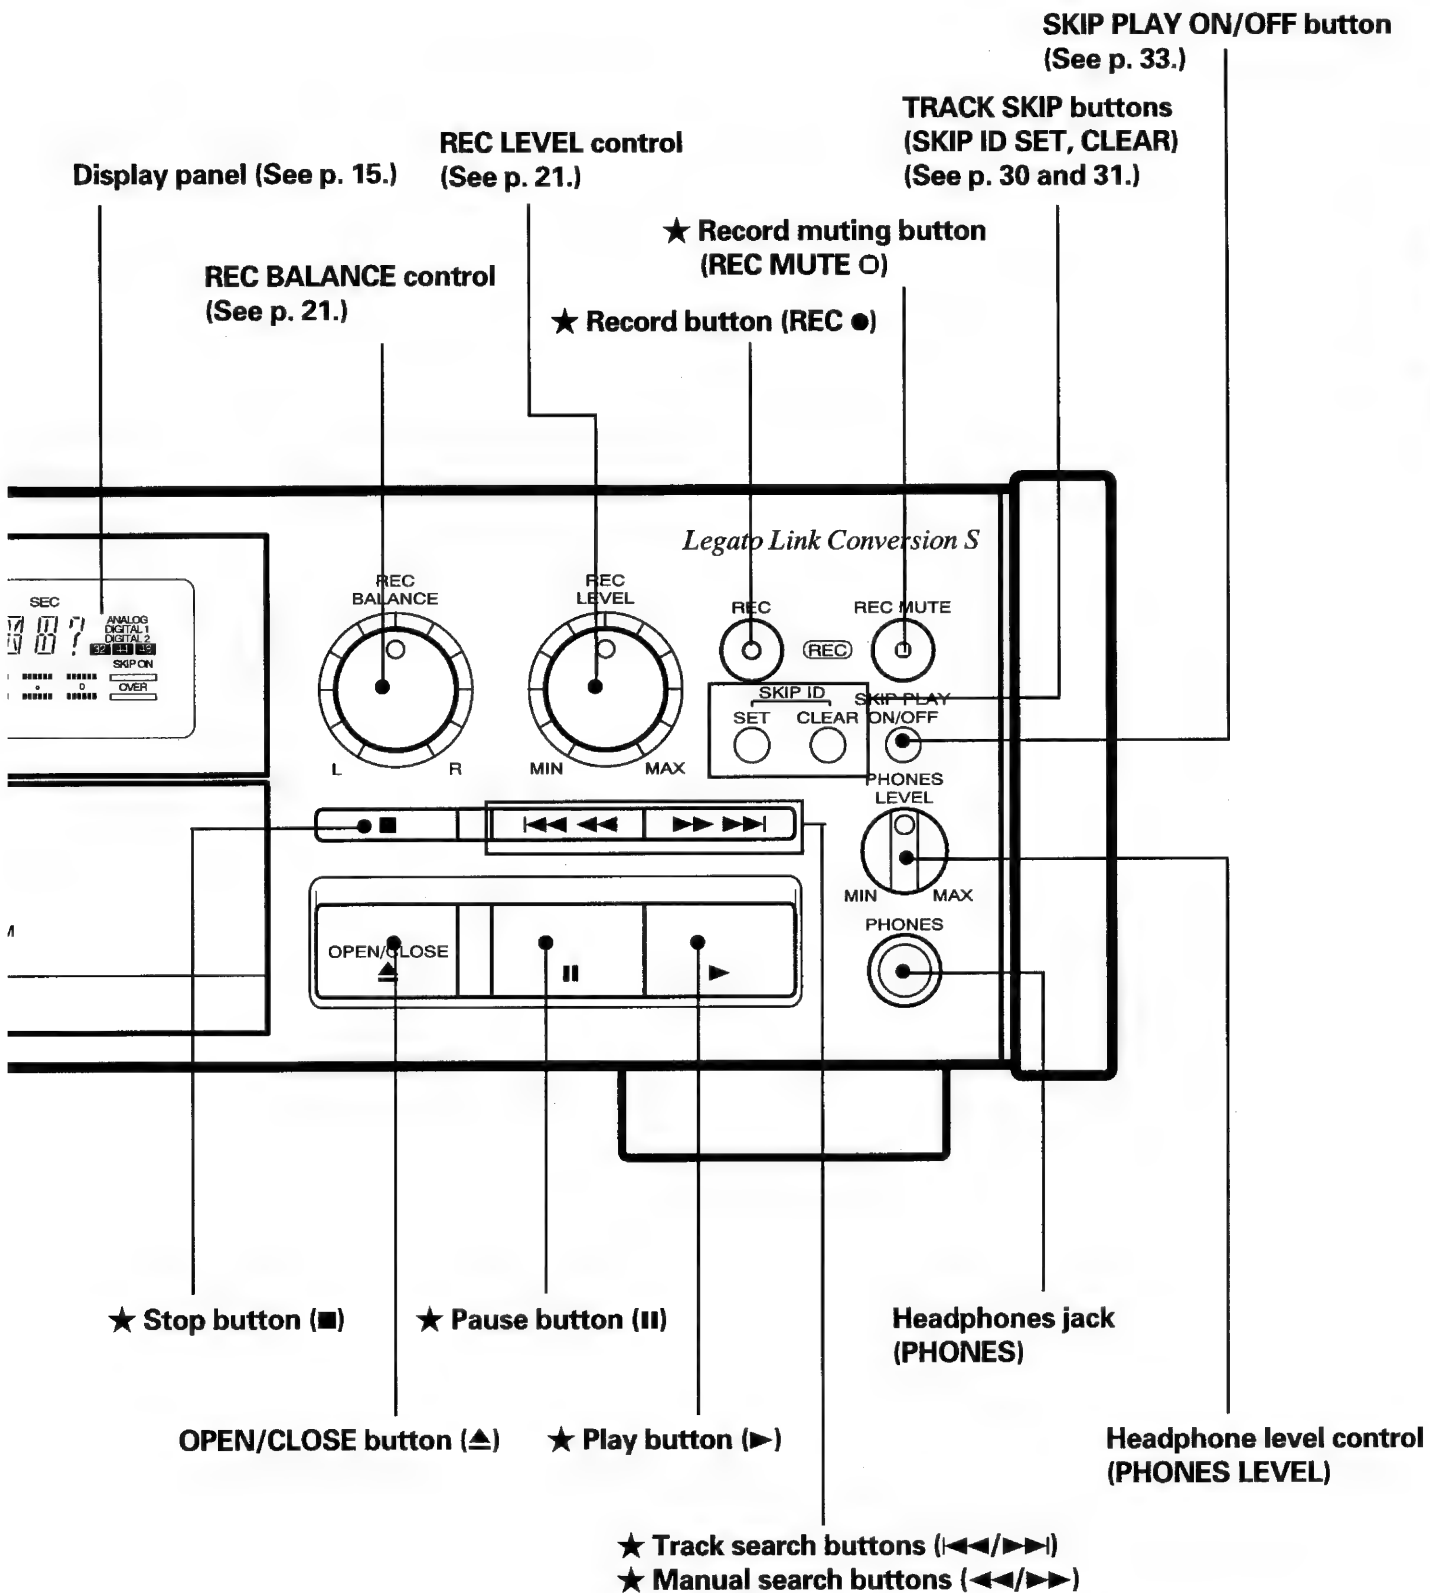 SKIP PLAY ON/OFF button
(See p. 33.)
TRACK SKIP buttons
(SKIP ID SET, CLEAR)
(See p. 30 and 31.)
REC LEVEL control
(See p. 21.)
Display panel (See p. 15.)
★ Record muting button
(REC MUTE O)
REC BALANCE control
(See p. 21.)
★ Record button (REC ●)
Legato Link Conversion S
REC
BALANCE
REC
LEVEL
REC
REC MUTE
SEC
ANALOG
DIGITAL 1
DIGITAL 2
32 44 48
SKIP ON
OVER
(REC)
SKIP ID
SET
CLEAR
SKIP PLAY
ON/OFF
L
R
MIN
MAX
PHONES
LEVEL
■
|◀◀ ◀◀
▶▶ ▶▶|
MIN
MAX
PHONES
M
OPEN/CLOSE
▲
II
▶
★ Stop button (■)
★ Pause button (II)
Headphones jack
(PHONES)
OPEN/CLOSE button (≜)
★ Play button (►)
Headphone level control
(PHONES LEVEL)
★ Track search buttons (|◀◀/▶▶|)
★ Manual search buttons (◀◀/▶▶)